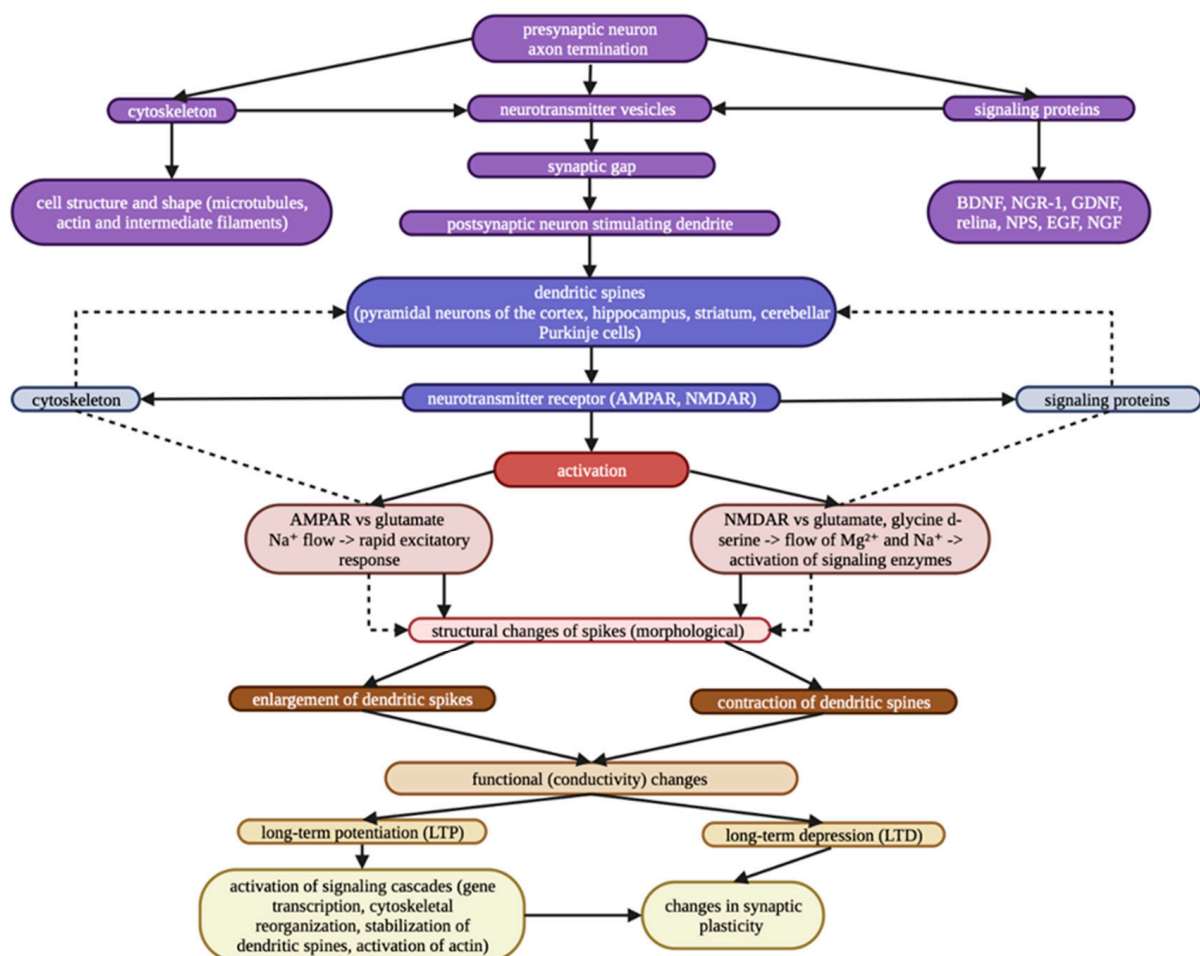 presynaptic neuron
axon termination
cytoskeleton
neurotransmitter vesicles
signaling proteins
synaptic gap
cell structure and shape (microtubules,
actin and intermediate filaments)
BDNF, NGR-1, GDNF,
relina, NPS, EGF, NGF
postsynaptic neuron stimulating dendrite
dendritic spines
(pyramidal neurons of the cortex, hippocampus, striatum, cerebellar
Purkinje cells)
cytoskeleton
neurotransmitter receptor (AMPAR, NMDAR)
signaling proteins
activation
AMPAR vs glutamate
Na⁺ flow -> rapid excitatory
response
NMDAR vs glutamate, glycine d-
serine -> flow of Mg²⁺ and Na⁺ ->
activation of signaling enzymes
structural changes of spikes (morphological)
enlargement of dendritic spikes
contraction of dendritic spines
functional (conductivity) changes
long-term potentiation (LTP)
long-term depression (LTD)
activation of signaling cascades (gene
transcription, cytoskeletal
reorganization, stabilization of
dendritic spines, activation of actin)
changes in synaptic
plasticity